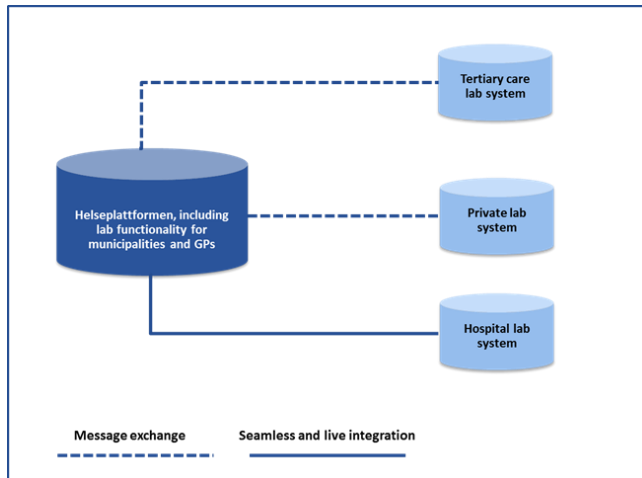 Tertiary care
lab system
Helseplattformen, including
lab functionality for
municipalities and GPs
Private lab
system
Hospital lab
system
Message exchange
Seamless and live integration